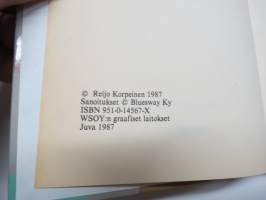 © Reijo Korpeinen 1987
Sanoitukset © Bluesway Ky
ISBN 951-0-14567-X
WSOY:n graafiset laitokset
Juva 1987